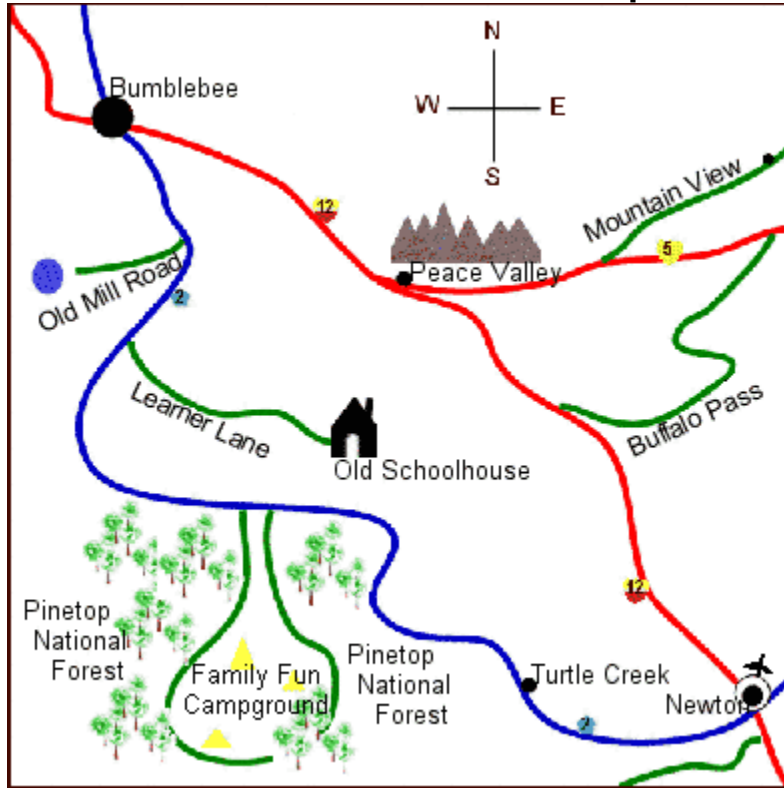 N
Bumblebee
W E
S
12
Mountain View
5
Peace Valley
Old Mill Road
2
Learner Lane
Buffalo Pass
Old Schoolhouse
12
Pinetop
National
Forest
Family Fun
Campground
Pinetop
National
Forest
Turtle Creek
Newton
2